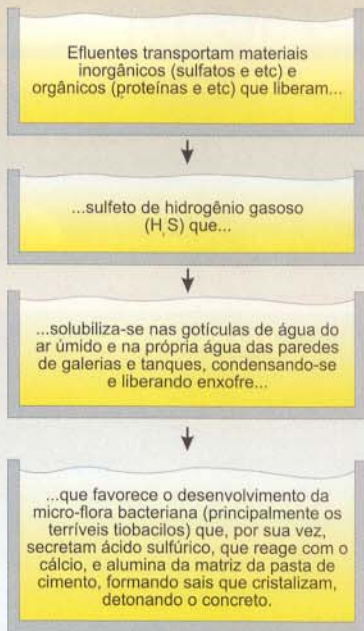 Efluentes transportam materiais
inorgânicos (sulfatos e etc) e
orgânicos (proteínas e etc) que liberam...
...sulfeto de hidrogênio gasoso
(H,S) que...
...solubiliza-se nas gotículas de água do
ar úmido e na própria água das paredes
de galerias e tanques, condensando-se
e liberando enxofre...
...que favorece o desenvolvimento da
micro-flora bacteriana (principalmente os
terríveis tiobacilos) que, por sua vez,
secretam ácido sulfúrico, que reage com o
cálcio, e alumina da matriz da pasta de
cimento, formando sais que cristalizam,
detonando o concreto.